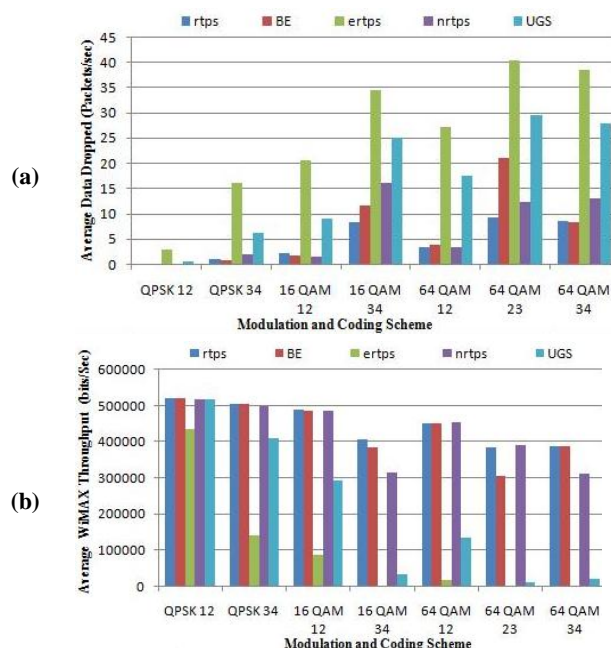 (a)
rtps BE ertps nrtps UGS
Average Data Dropped (Packets/sec)
45
40
35
30
25
20
15
10
5
0
QPSK 12 QPSK 34 16 QAM 16 QAM 64 QAM 64 QAM 64 QAM
12 34 12 23 34
Modulation and Coding Scheme
(b)
rtps BE ertps nrtps UGS
Average WiMAX Throughput (bits/Sec)
600000
500000
400000
300000
200000
100000
0
QPSK 12 QPSK 34 16 QAM 16 QAM 64 QAM 64 QAM 64 QAM
12 34 12 23 34
Modulation and Coding Scheme